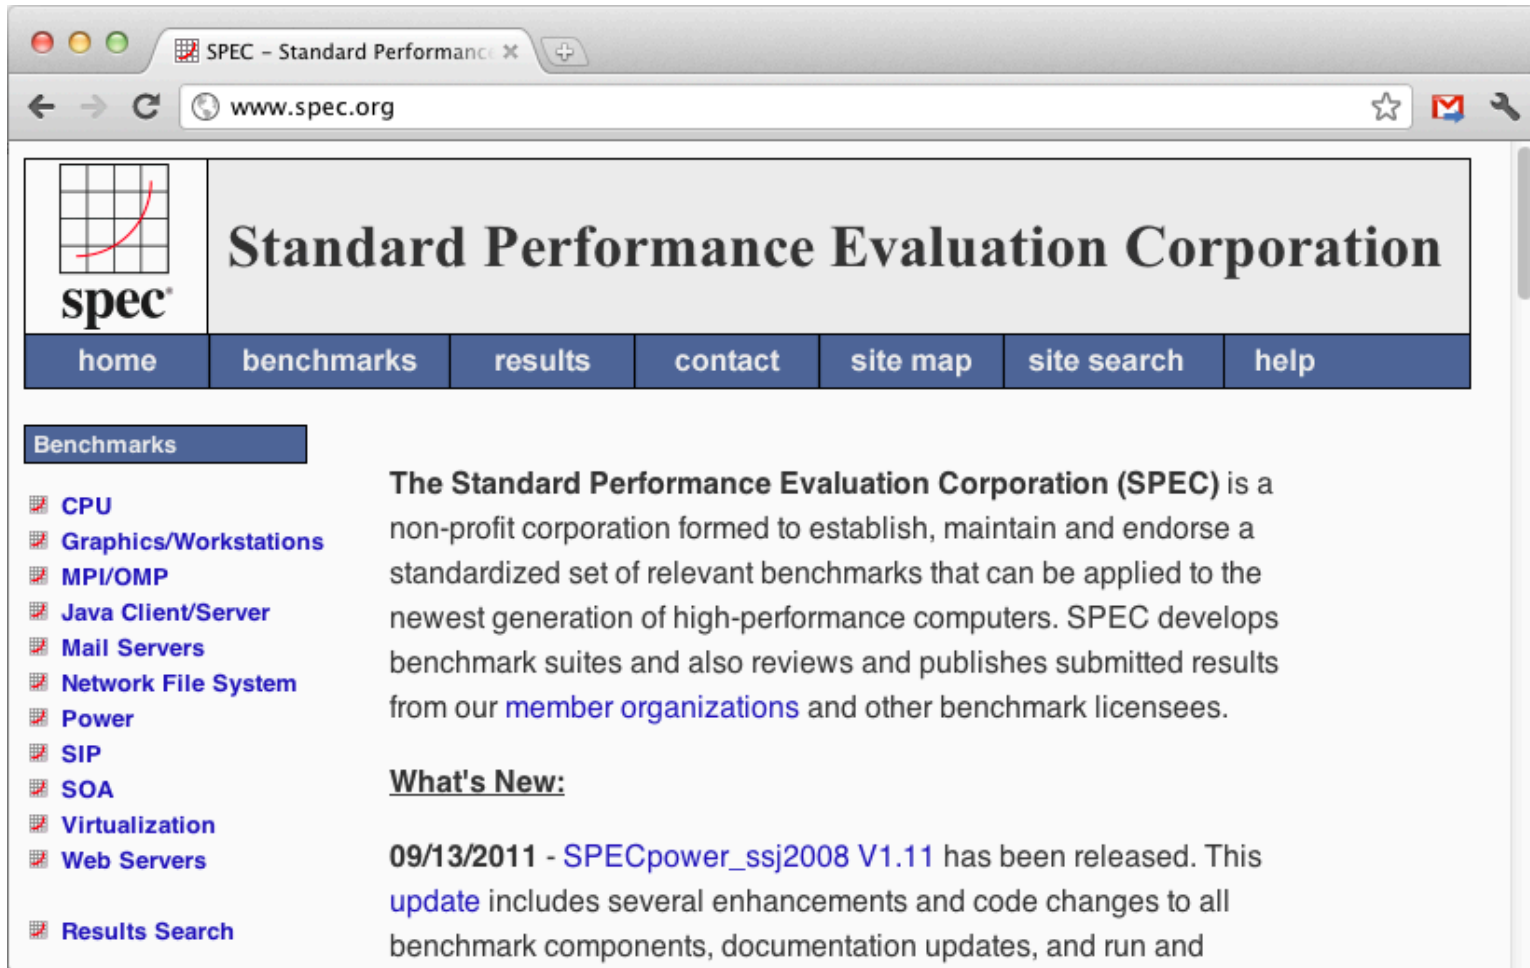 SPEC – Standard Performance
www.spec.org
spec®
Standard Performance Evaluation Corporation
home benchmarks results contact site map site search help
Benchmarks
CPU
Graphics/Workstations
MPI/OMP
Java Client/Server
Mail Servers
Network File System
Power
SIP
SOA
Virtualization
Web Servers
Results Search
The Standard Performance Evaluation Corporation (SPEC) is a
non-profit corporation formed to establish, maintain and endorse a
standardized set of relevant benchmarks that can be applied to the
newest generation of high-performance computers. SPEC develops
benchmark suites and also reviews and publishes submitted results
from our member organizations and other benchmark licensees.
What's New:
09/13/2011 - SPECpower_ssj2008 V1.11 has been released. This
update includes several enhancements and code changes to all
benchmark components, documentation updates, and run and